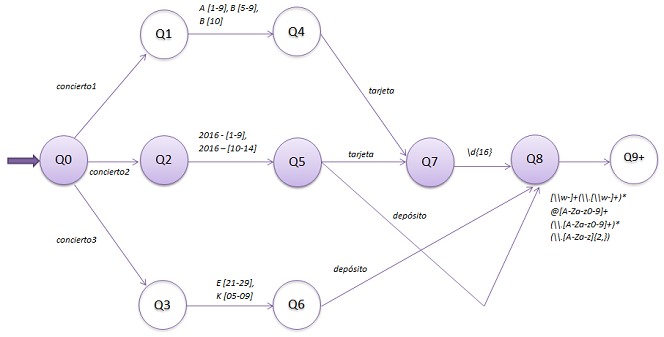 A [1-9], B [5-9],
B [10]
Q1
Q4
concierto1
tarjeta
2016 - [1-9],
2016 – [10-14]
Q0
concierto2
Q2
Q5
tarjeta
Q7
\d{16}
Q8
Q9+
[\\w-]+(\\.[\\w-]+)*
@[A-Za-z0-9]+
(\\.[A-Za-z0-9]+)*
(\\.[A-Za-z]{2,})
depósito
concierto3
depósito
E [21-29],
K [05-09]
Q3
Q6